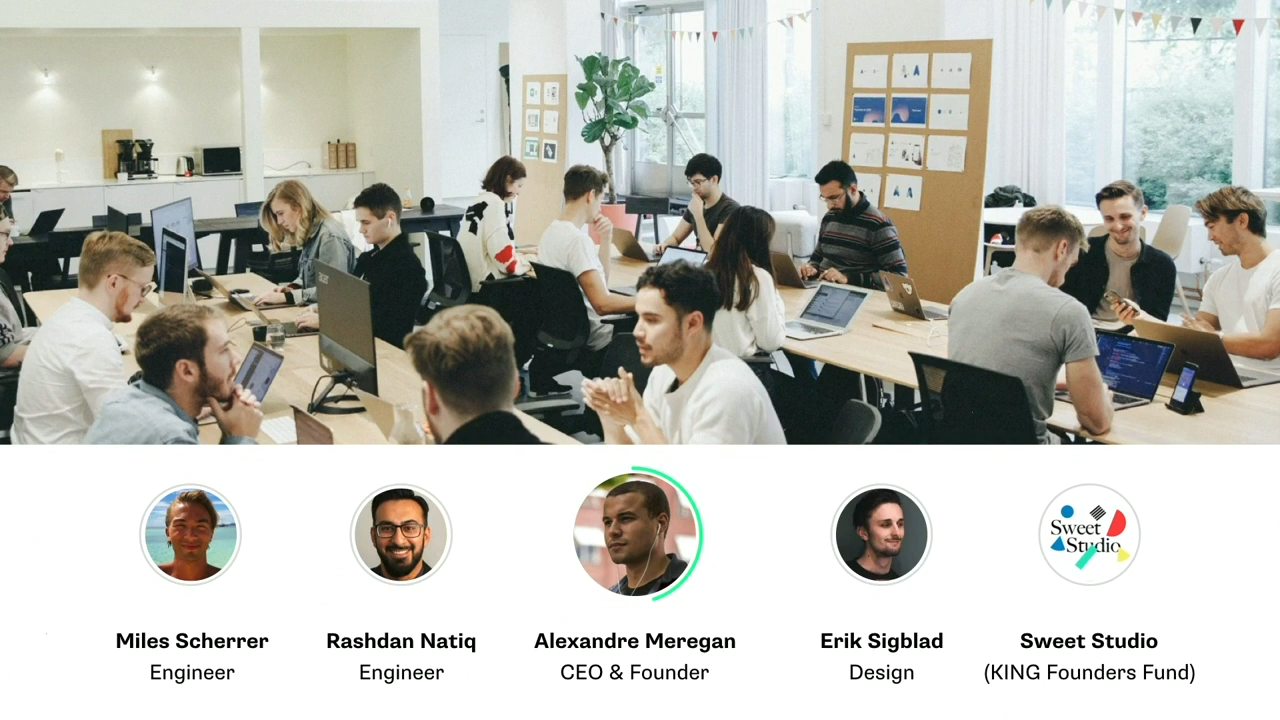 Sweet
Studio
Miles Scherrer
Engineer
Rashdan Natiq
Engineer
Alexandre Meregan
CEO & Founder
Erik Sigblad
Design
Sweet Studio
(KING Founders Fund)